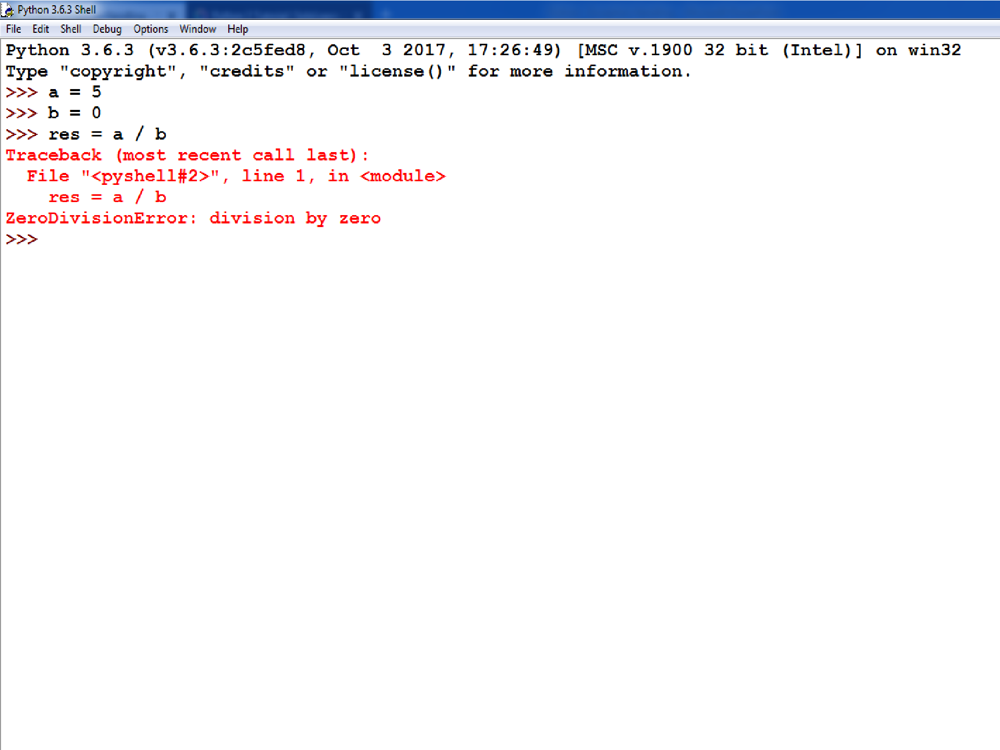 Python 3.6.3 Shell
File Edit Shell Debug Options Window Help
Python 3.6.3 (v3.6.3:2c5fed8, Oct  3 2017, 17:26:49) [MSC v.1900 32 bit (Intel)] on win32
Type "copyright", "credits" or "license()" for more information.
>>> a = 5
>>> b = 0
>>> res = a / b
Traceback (most recent call last):
  File "<pyshell#2>", line 1, in <module>
    res = a / b
ZeroDivisionError: division by zero
>>>